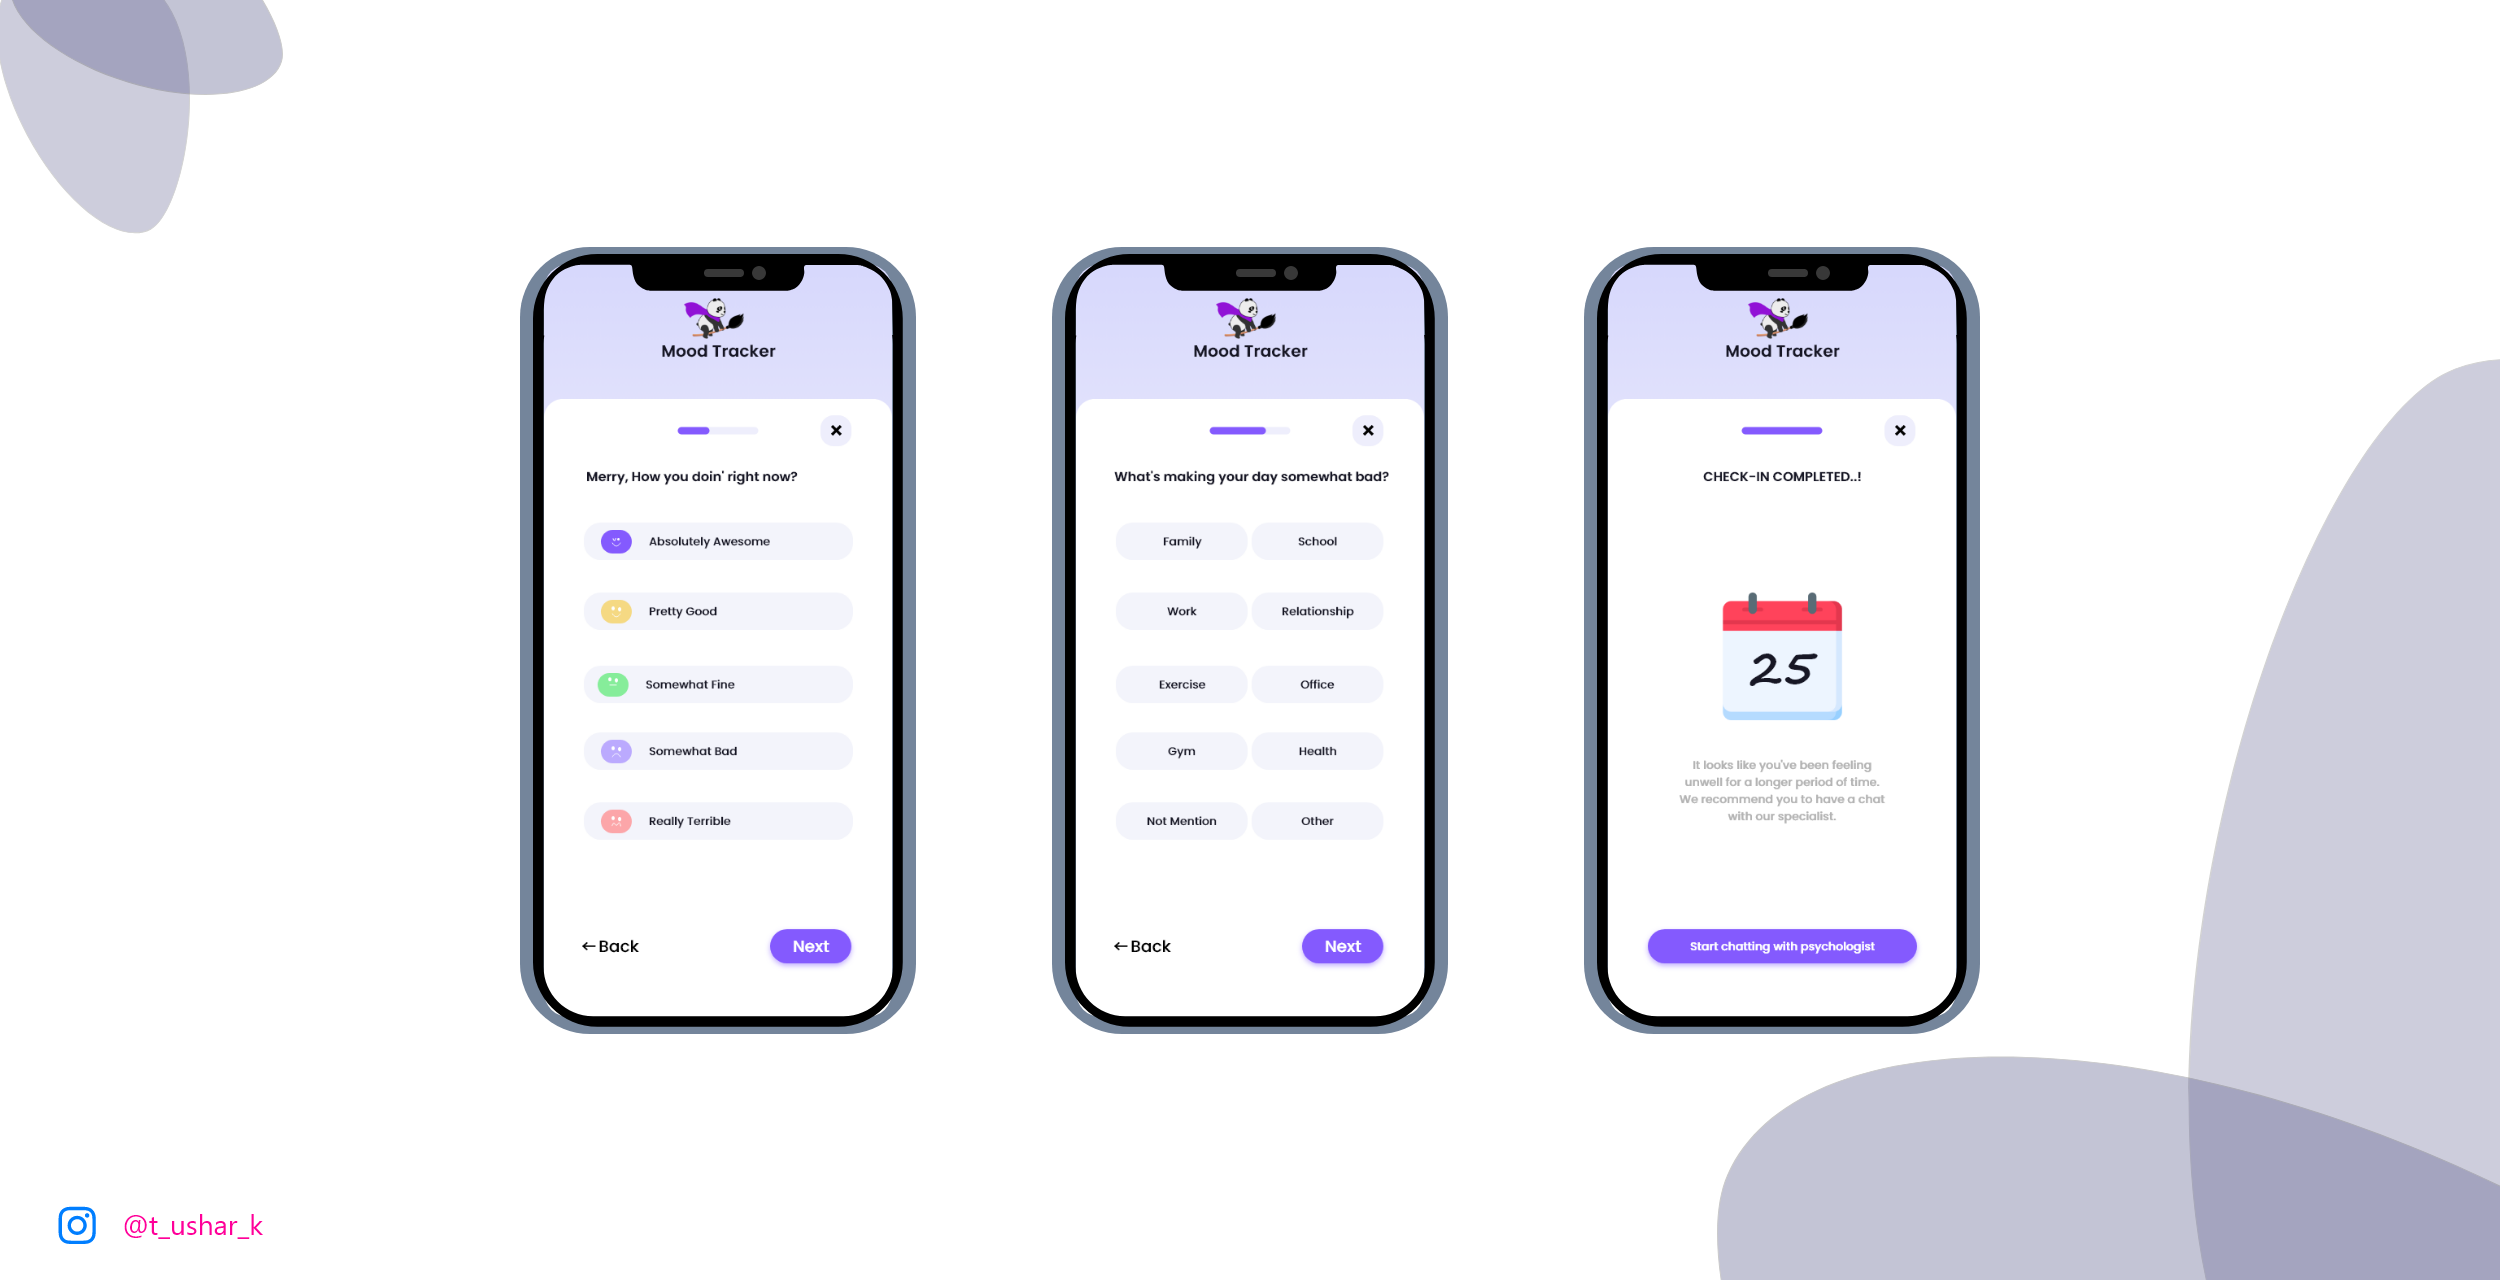 Mood Tracker
Merry, How you doin' right now?
Absolutely Awesome
Pretty Good
Somewhat Fine
Somewhat Bad
Really Terrible
←Back
Next
Mood Tracker
What's making your day somewhat bad?
Family
School
Work
Relationship
Exercise
Office
Gym
Health
Not Mention
Other
←Back
Next
Mood Tracker
CHECK-IN COMPLETED..!
25
It looks like you've been feeling
unwell for a longer period of time.
We recommend you to have a chat
with our specialist.
Start chatting with psychologist
@t_ushar_k